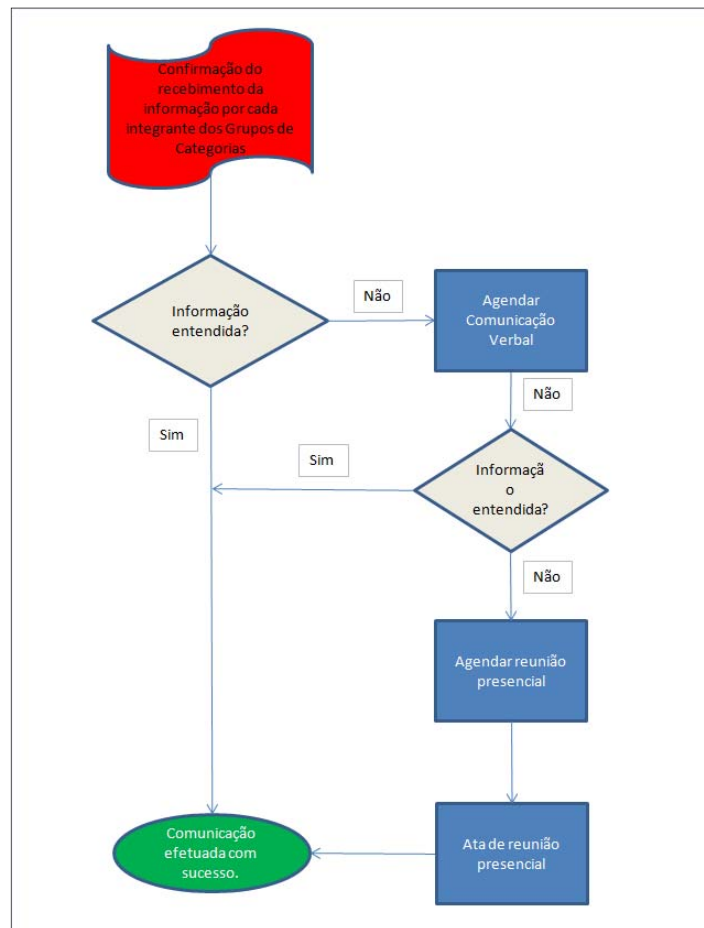 Confirmação do
recebimento da
informação por cada
integrante dos Grupos de
Categorias
Informação
entendida?
Não
Agendar
Comunicação
Verbal
Não
Sim
Sim
Informaçã
o
entendida?
Não
Agendar reunião
presencial
Comunicação
efetuada com
sucesso.
Ata de reunião
presencial